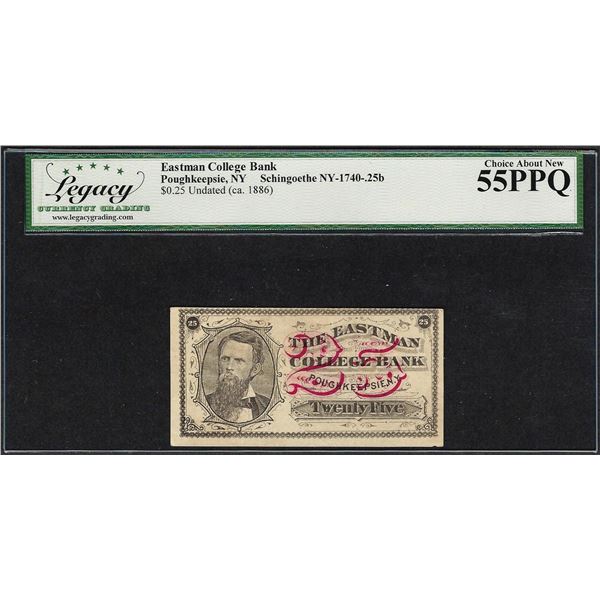 Legacy
CURRENCY GRADING
www.legacygrading.com
Eastman College Bank
Poughkeepsie, NY Schingoethe NY-1740-.25b
$0.25 Undated (ca. 1886)
Choice About New
55PPQ
25
25
THE EASTMAN
COLLEGE BANK
POUGHKEEPSIE N.Y.
Twenty Five
25